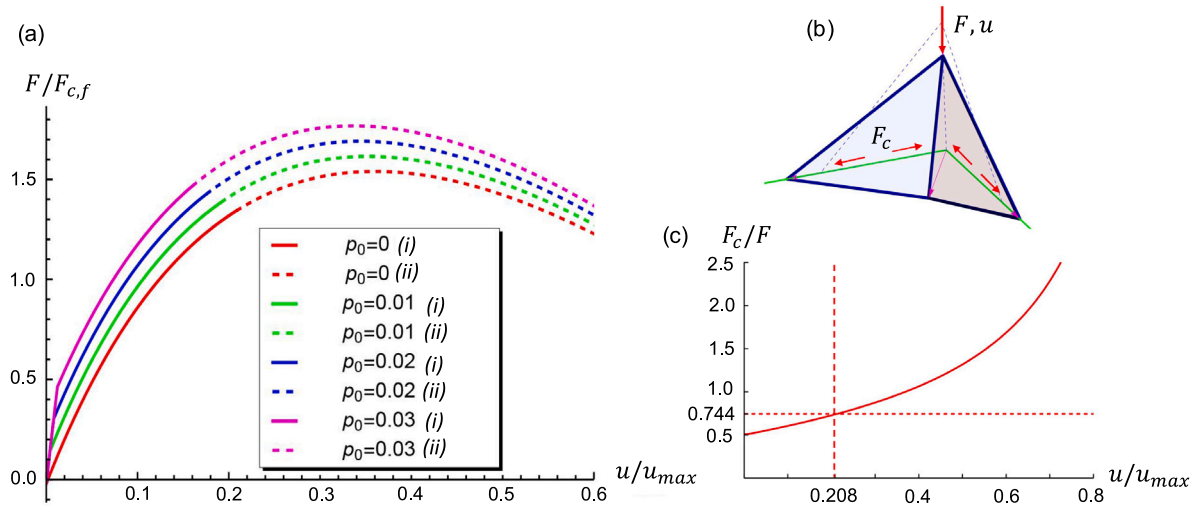 (a)
F/F_{c,f}
1.5
1.0
0.5
0.0
0.1
0.2
0.3
0.4
0.5
0.6
u/u_{max}
p_0=0 (i)
p_0=0 (ii)
p_0=0.01 (i)
p_0=0.01 (ii)
p_0=0.02 (i)
p_0=0.02 (ii)
p_0=0.03 (i)
p_0=0.03 (ii)
(b)
F, u
F_c
(c)
F_c/F
2.5
2.0
1.5
1.0
0.744
0.5
0.208
0.4
0.6
0.8
u/u_{max}